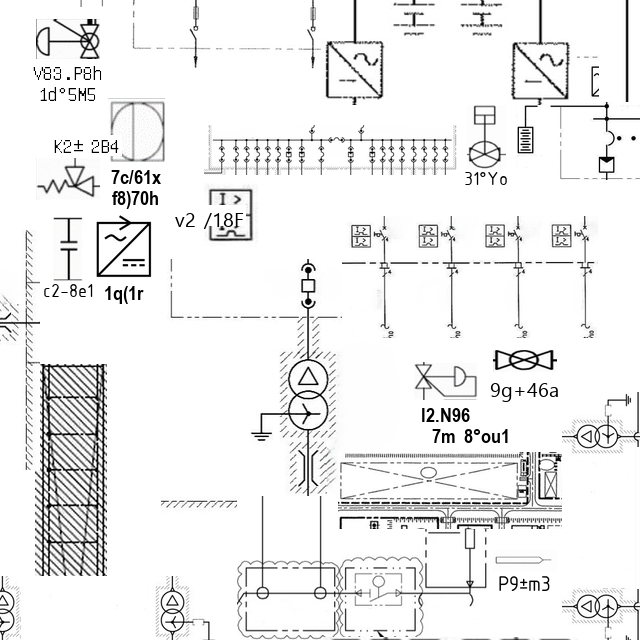 V83.P8h
1d°5M5
K2± 2B4
7c/61x
f8)70h
31°Yo
v2 /18F
c2-8e1
1q(1r
9g+46a
I2.N96
7m 8°ou1
P9±m3